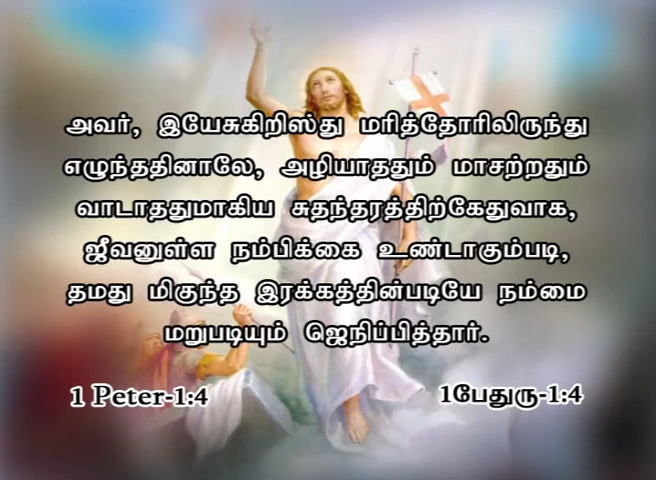 அவர், இயேசுகிறிஸ்து மரித்தோரிலிருந்து
எழுந்ததினாலே, அழியாததும் மாசற்றதும்
வாடாததுமாகிய சுதந்தரத்திற்கேதுவாக,
ஜீவனுள்ள நம்பிக்கை உண்டாகும்படி,
தமது மிகுந்த இரக்கத்தின்படியே நம்மை
மறுபடியும் ஜெநிப்பித்தார்.
1 Peter-1:4
1பேதுரு-1:4